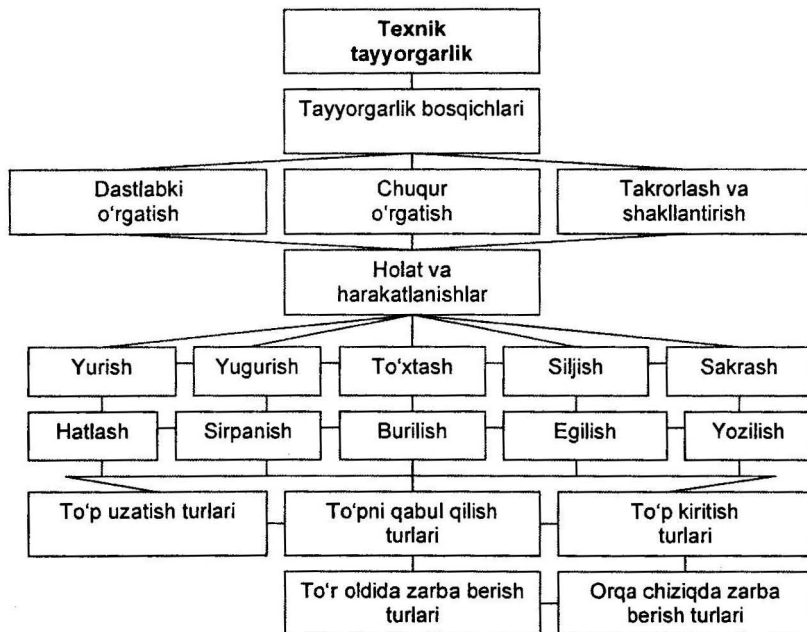 Texnik
tayyorgarlik
Tayyorgarlik bosqichlari
Dastlabki
o‘rgatish
Chuqur
o‘rgatish
Takrorlash va
shakllantirish
Holat va
harakatlanishlar
Yurish
Yugurish
To‘xtash
Siljish
Sakrash
Hatlash
Sirpanish
Burilish
Egilish
Yozilish
To‘p uzatish turlari
To‘pni qabul qilish
turlari
To‘p kiritish
turlari
To‘r oldida zarba berish
turlari
Orqa chiziqda zarba
berish turlari